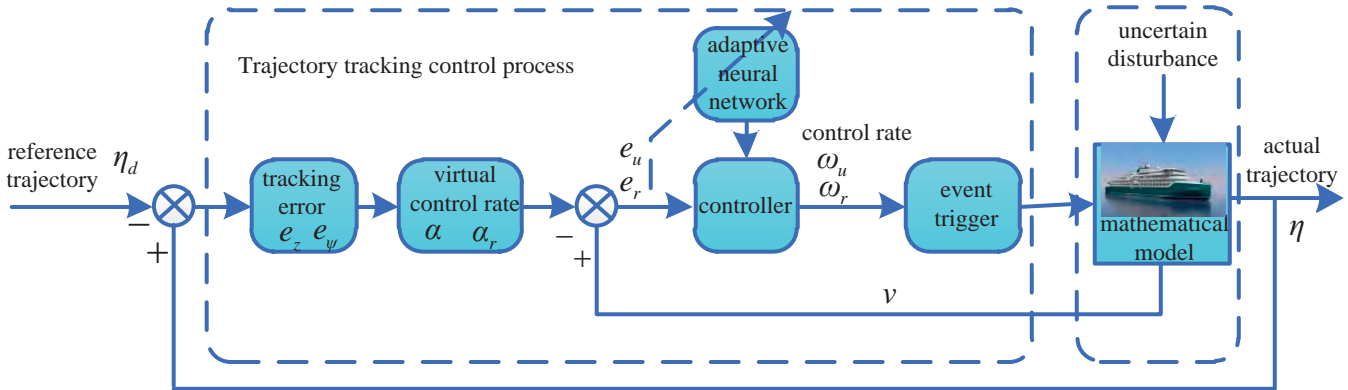 Trajectory tracking control process
adaptive
neural
network
uncertain
disturbance
reference
trajectory
η_d
−
+
tracking
error
e_z e_ψ
virtual
control rate
α α_r
−
+
e_u
e_r
controller
control rate
ω_u
ω_r
event
trigger
mathematical
model
actual
trajectory
η
v